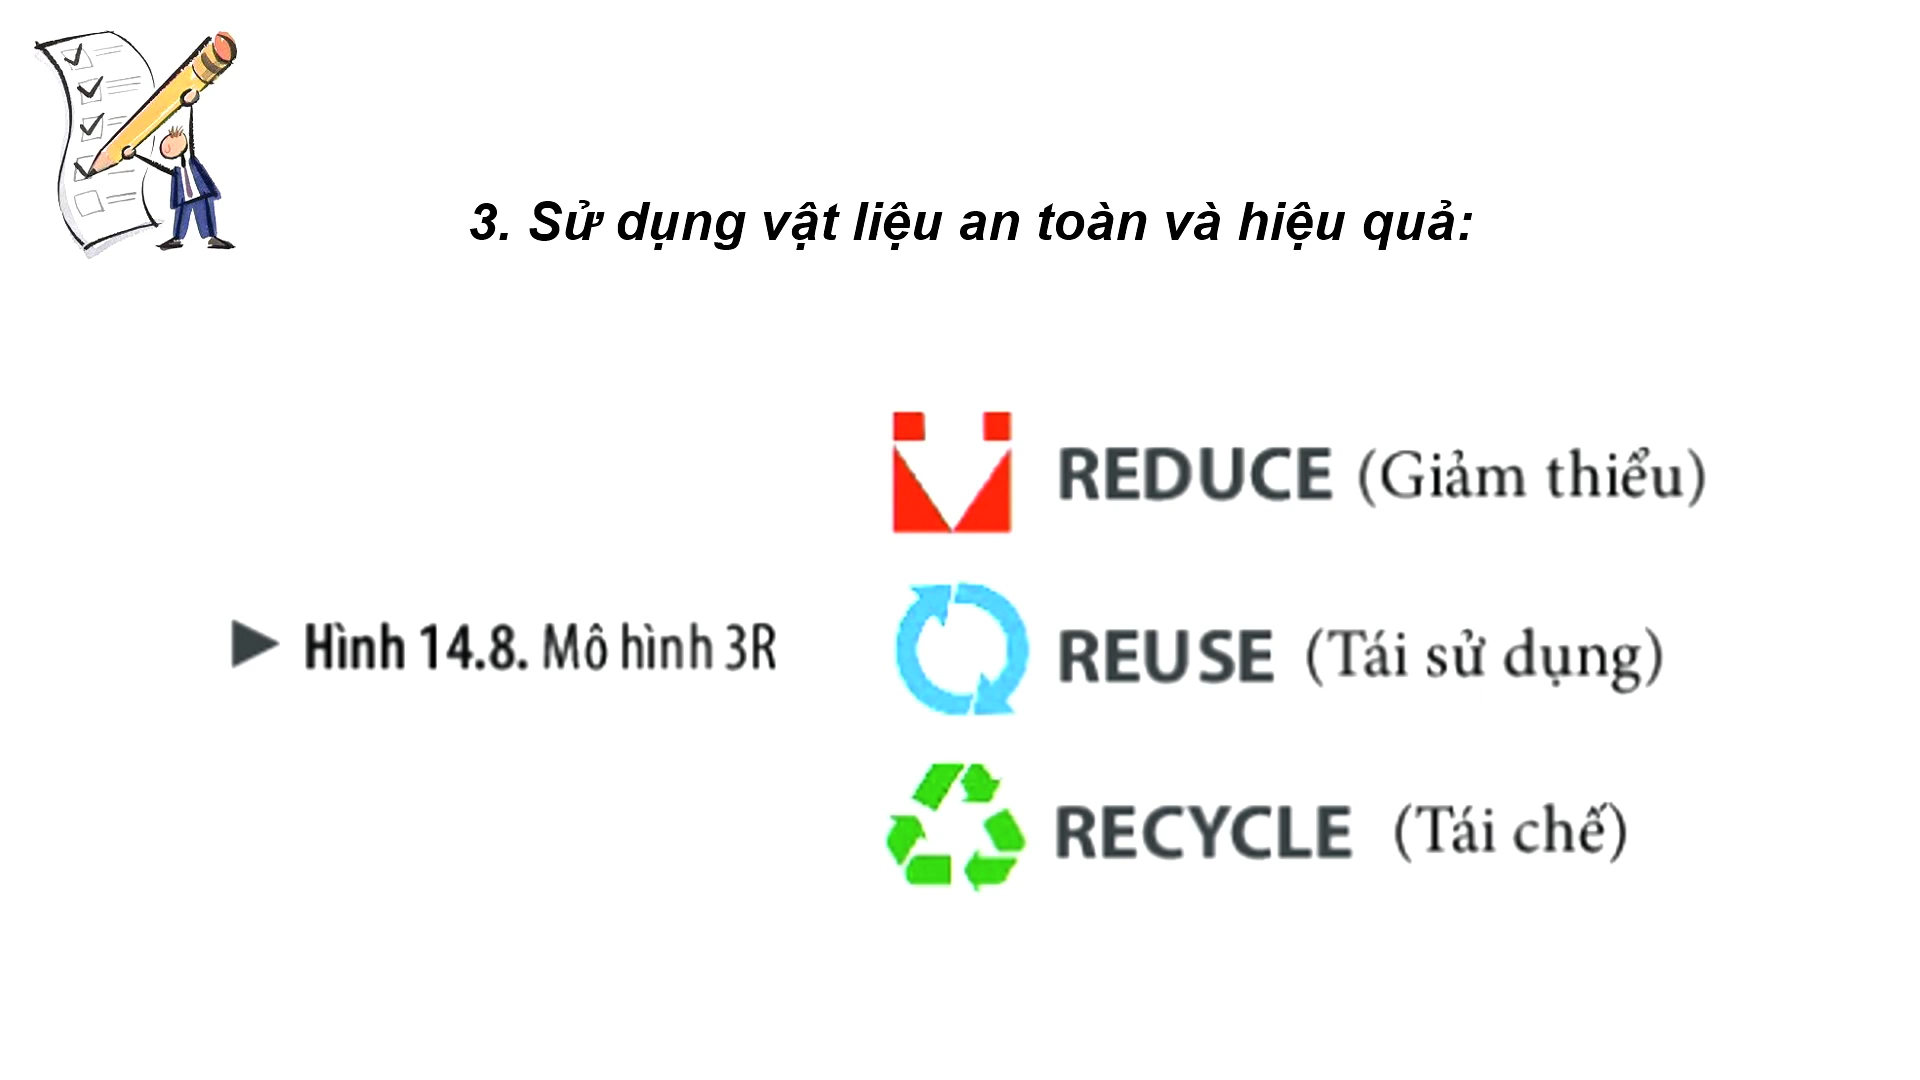 3. Sử dụng vật liệu an toàn và hiệu quả:
REDUCE (Giảm thiểu)
Hình 14.8. Mô hình 3R
REUSE (Tái sử dụng)
RECYCLE (Tái chế)